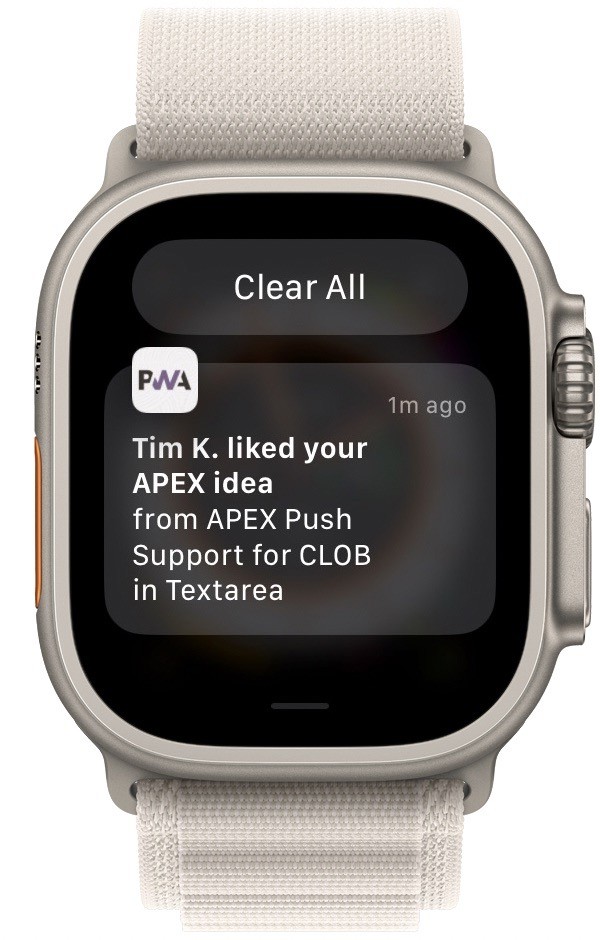 Clear All
PWA
1m ago
Tim K. liked your
APEX idea
from APEX Push
Support for CLOB
in Textarea